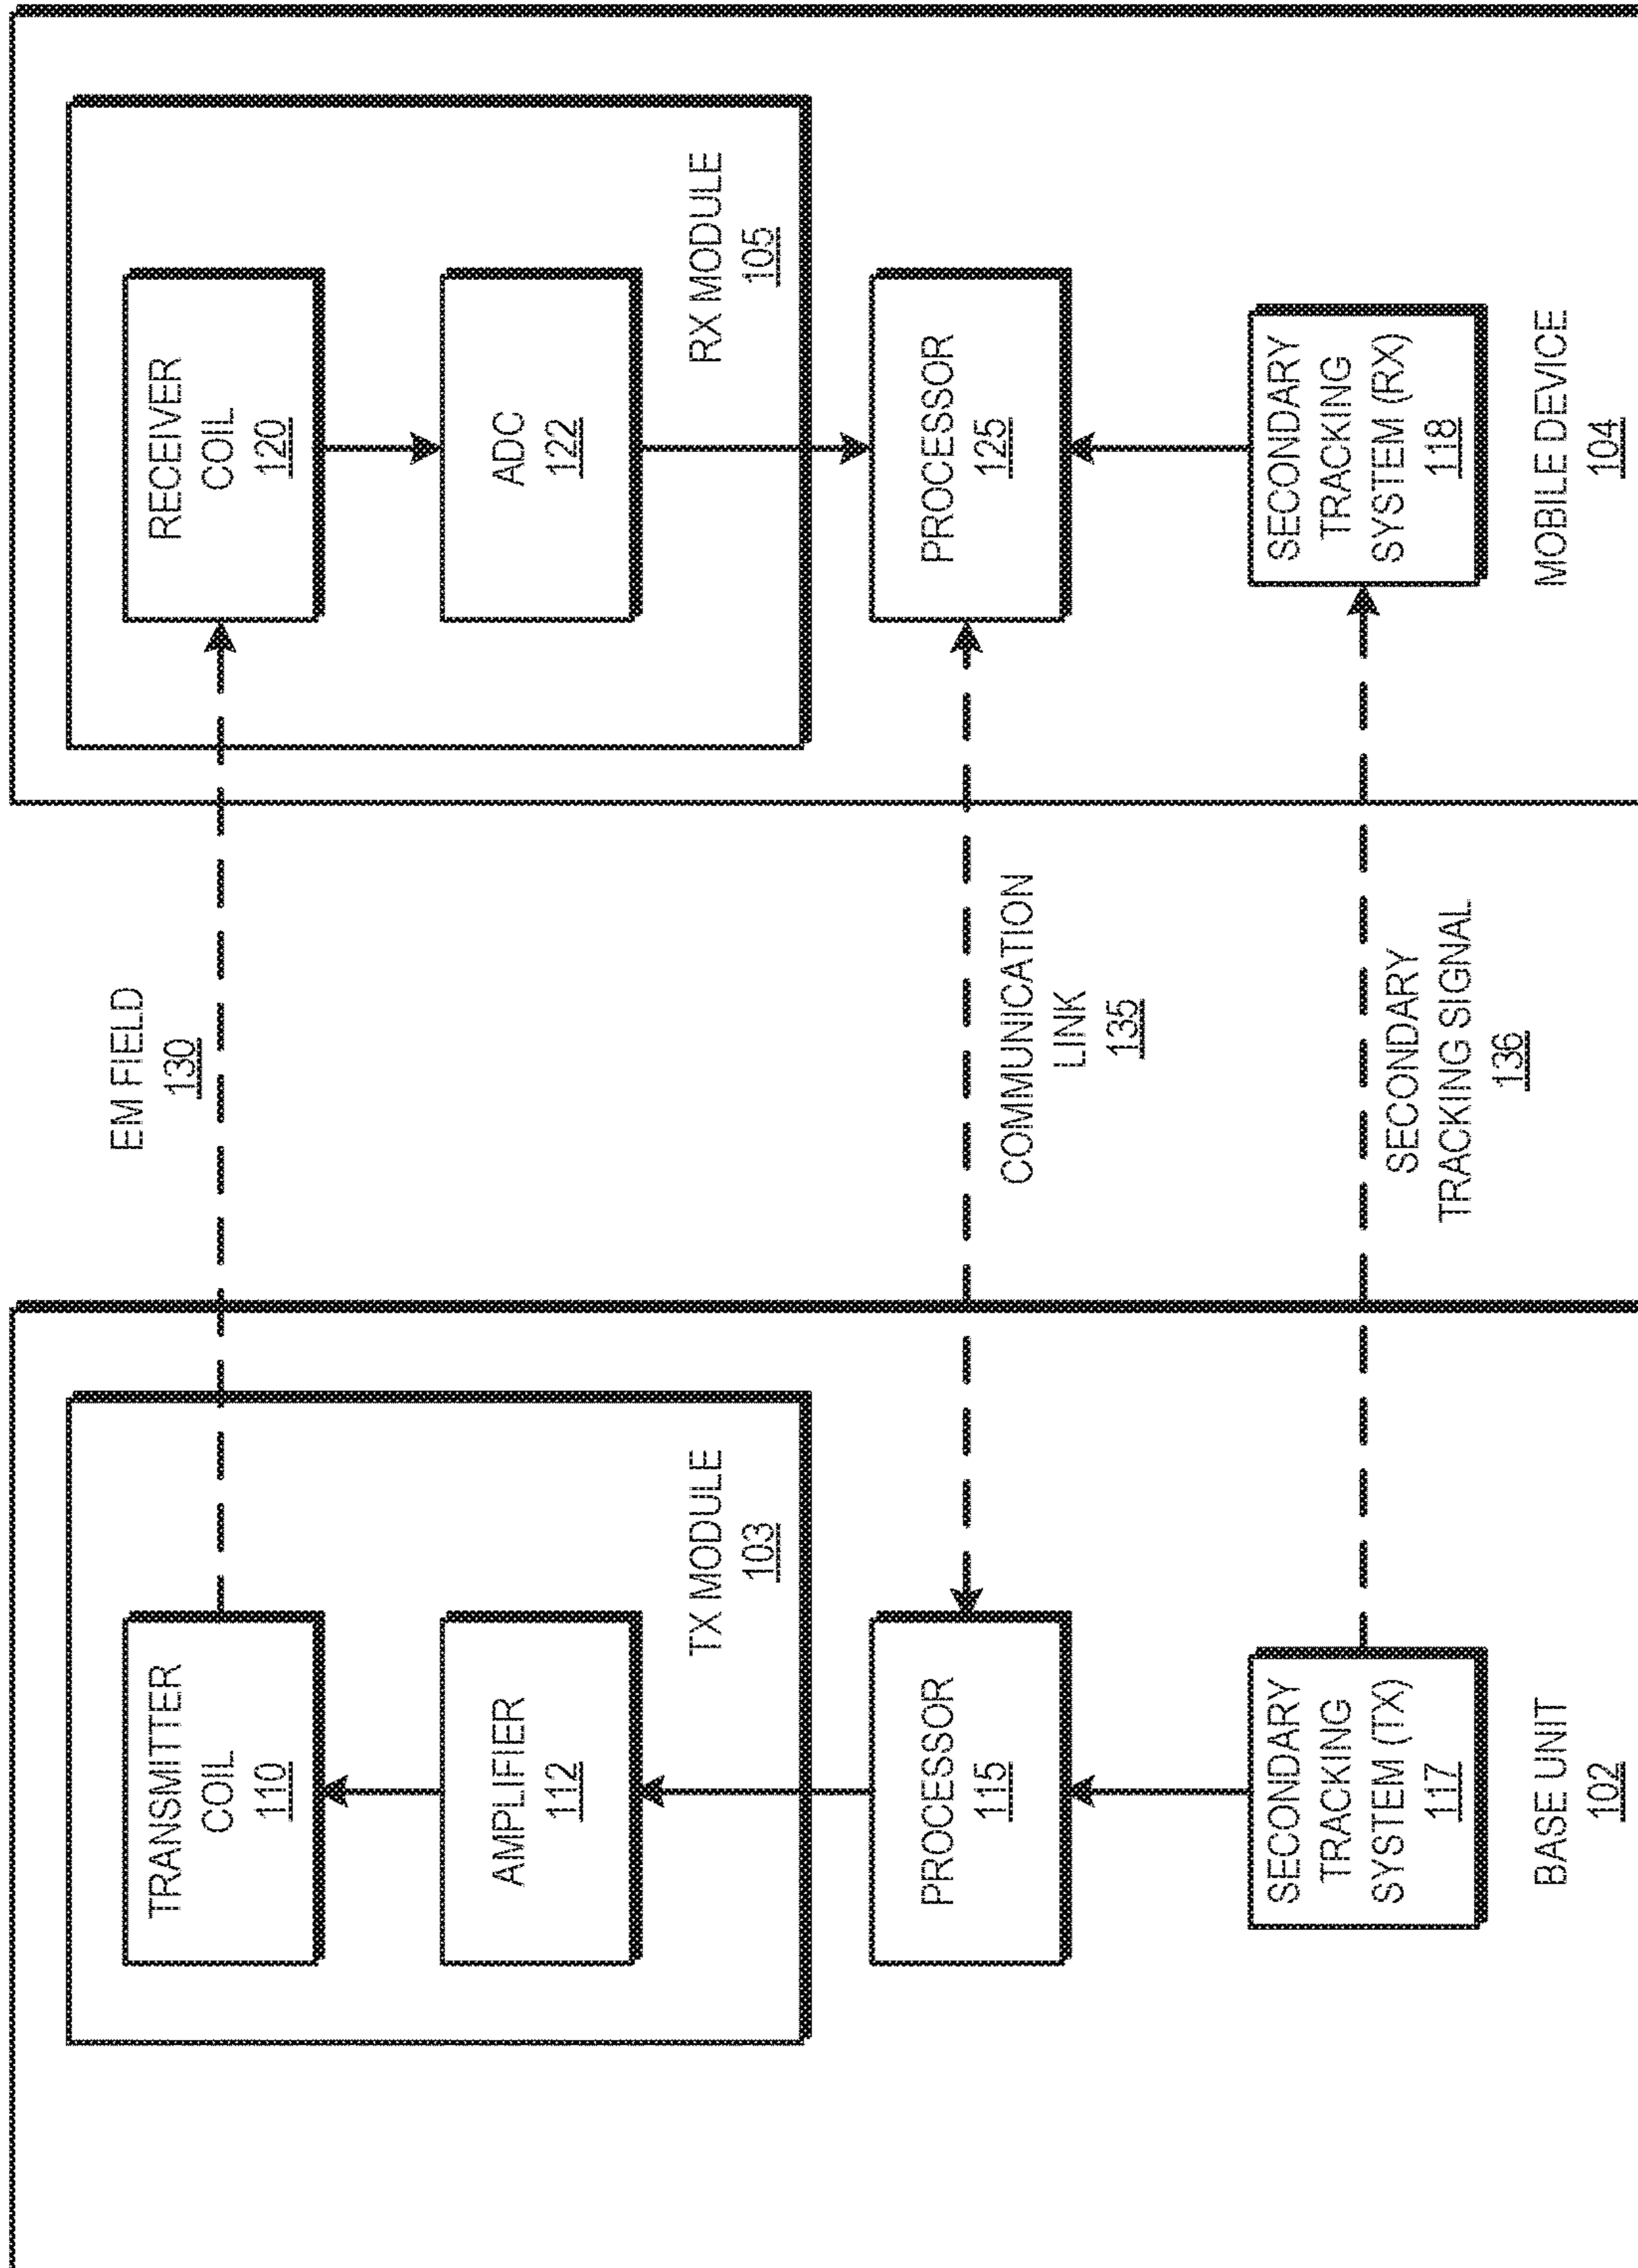 TRANSMITTER
COIL
110
AMPLIFIER
112
TX MODULE
103
PROCESSOR
115
SECONDARY
TRACKING
SYSTEM (TX)
117
BASE UNIT
102
EM FIELD
130
COMMUNICATION
LINK
135
SECONDARY
TRACKING SIGNAL
136
RECEIVER
COIL
120
ADC
122
RX MODULE
105
PROCESSOR
125
SECONDARY
TRACKING
SYSTEM (RX)
118
MOBILE DEVICE
104